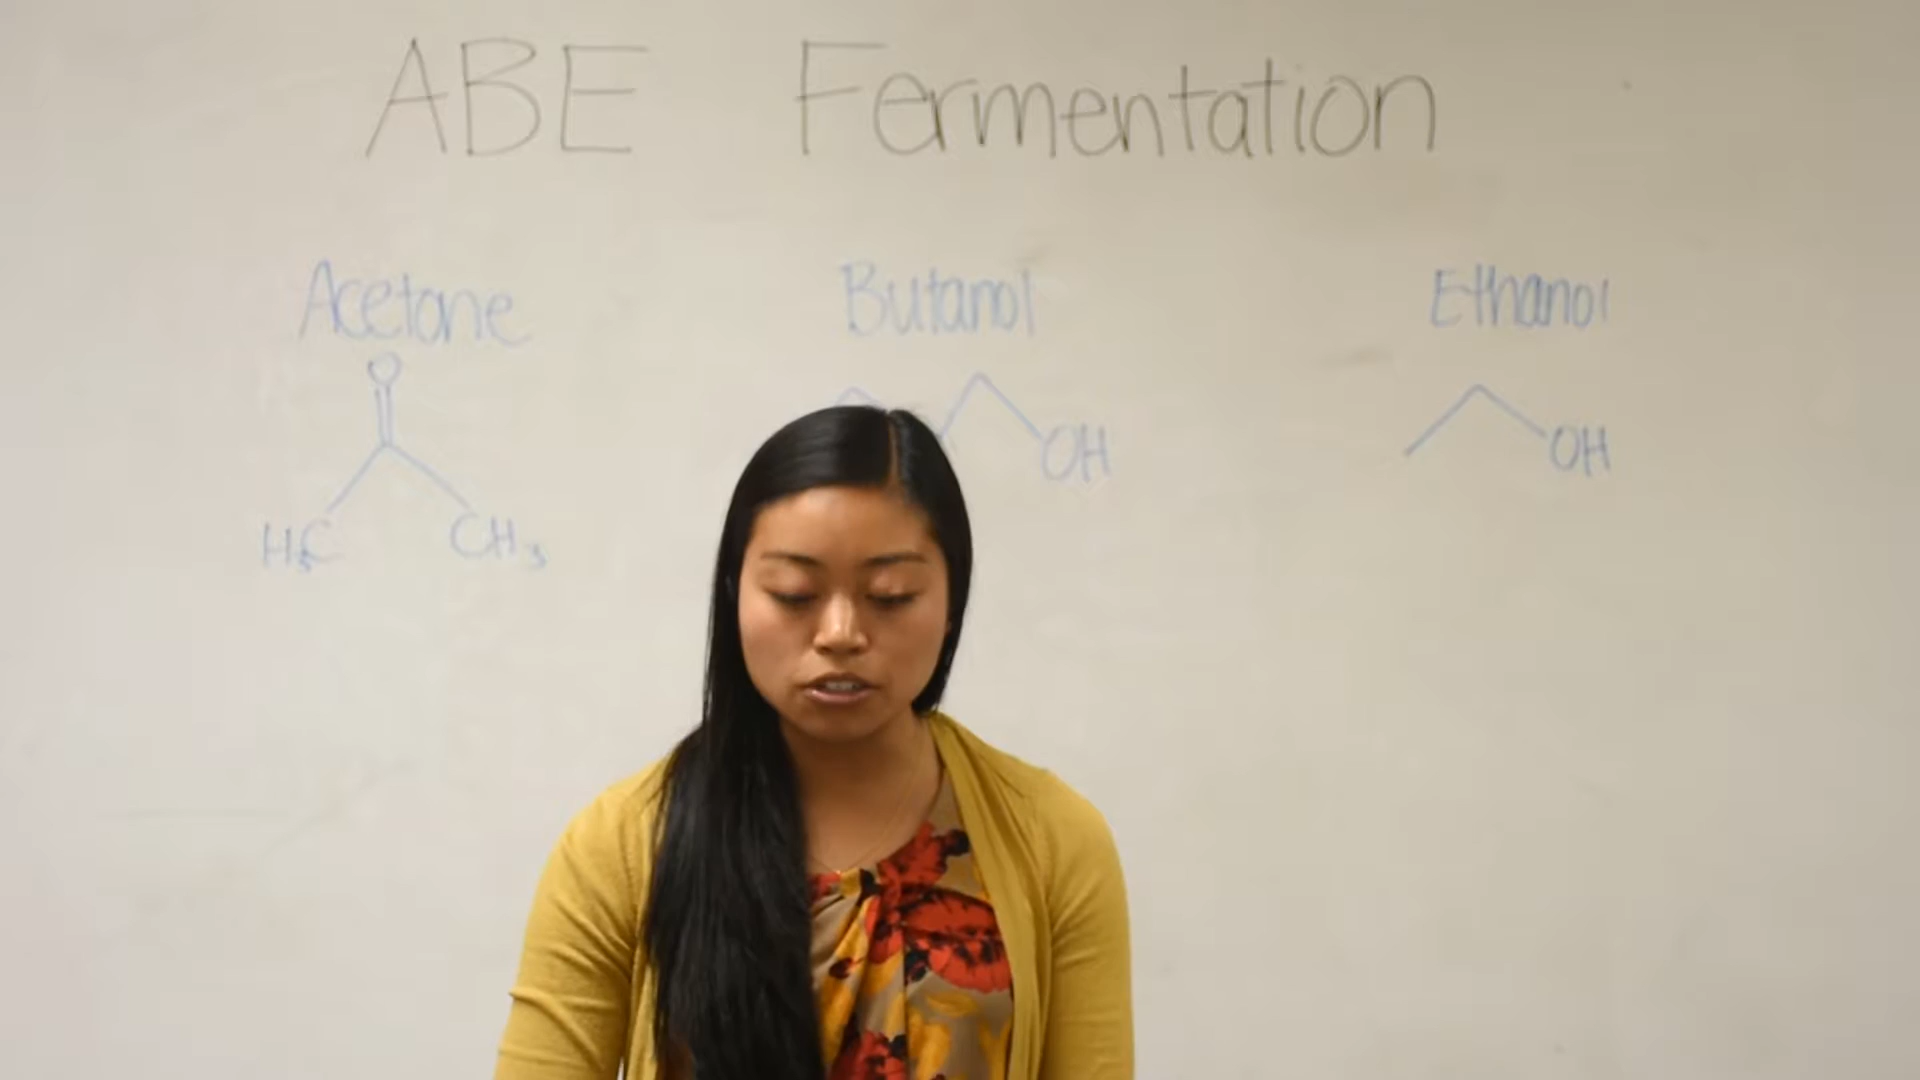 ABE Fermentation
Acetone Butanol Ethanol
O
OH OH
H₃C CH₃